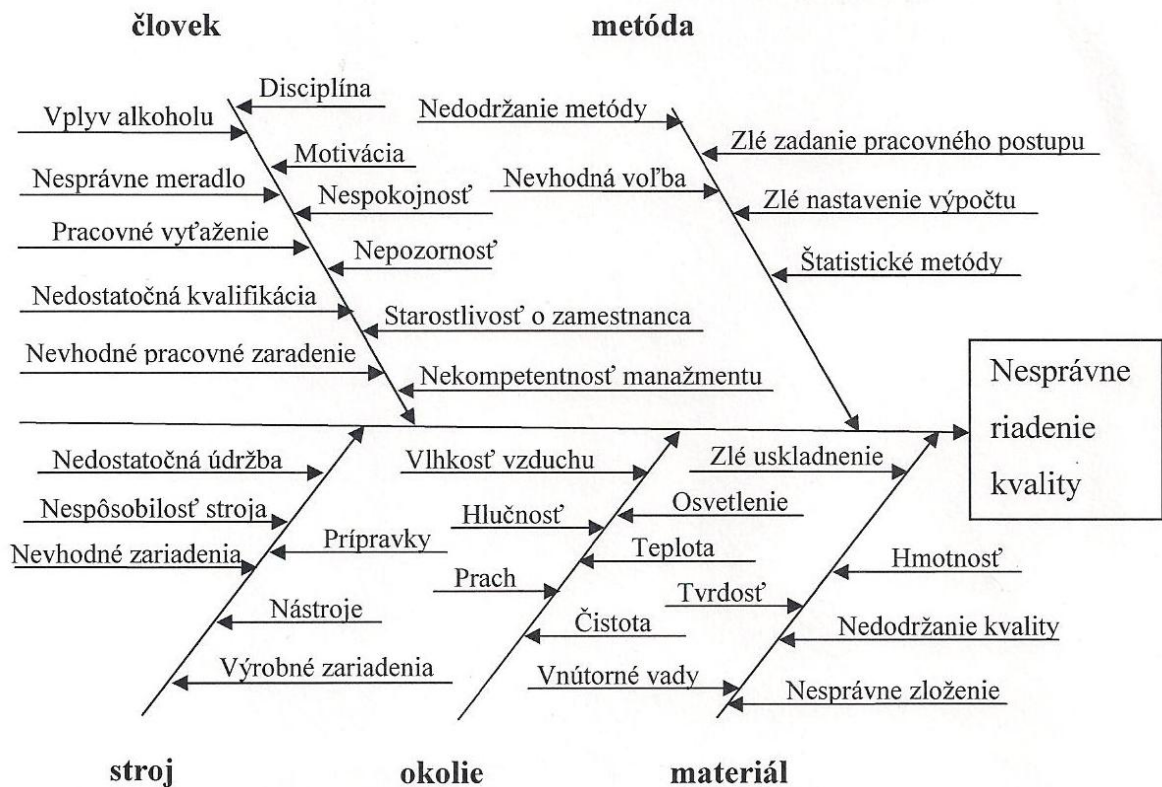 človek
metóda
Disciplína
Vplyv alkoholu
Motivácia
Nesprávne meradlo
Nespokojnosť
Pracovné vyťaženie
Nepozornosť
Nedostatočná kvalifikácia
Starostlivosť o zamestnanca
Nevhodné pracovné zaradenie
Nekompetentnosť manažmentu
Nedodržanie metódy
Zlé zadanie pracovného postupu
Nevhodná voľba
Zlé nastavenie výpočtu
Štatistické metódy
Nesprávne
riadenie
kvality
Nedostatočná údržba
Nespôsobilosť stroja
Nevhodné zariadenia
Prípravky
Nástroje
Výrobné zariadenia
Vlhkosť vzduchu
Osvetlenie
Hlučnosť
Teplota
Prach
Čistota
Zlé uskladnenie
Hmotnosť
Tvrdosť
Nedodržanie kvality
Vnútorné vady
Nesprávne zloženie
stroj
okolie
materiál